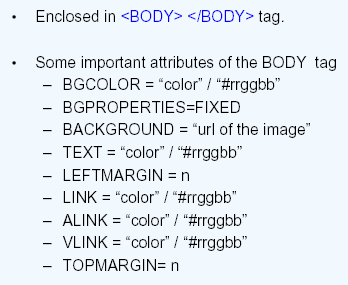 • Enclosed in <BODY> </BODY> tag.
• Some important attributes of the BODY tag
– BGCOLOR = “color” / “#rrggbb”
– BGPROPERTIES=FIXED
– BACKGROUND = “url of the image”
– TEXT = “color” / “#rrggbb”
– LEFTMARGIN = n
– LINK = “color” / “#rrggbb”
– ALINK = “color” / “#rrggbb”
– VLINK = “color” / “#rrggbb”
– TOPMARGIN= n